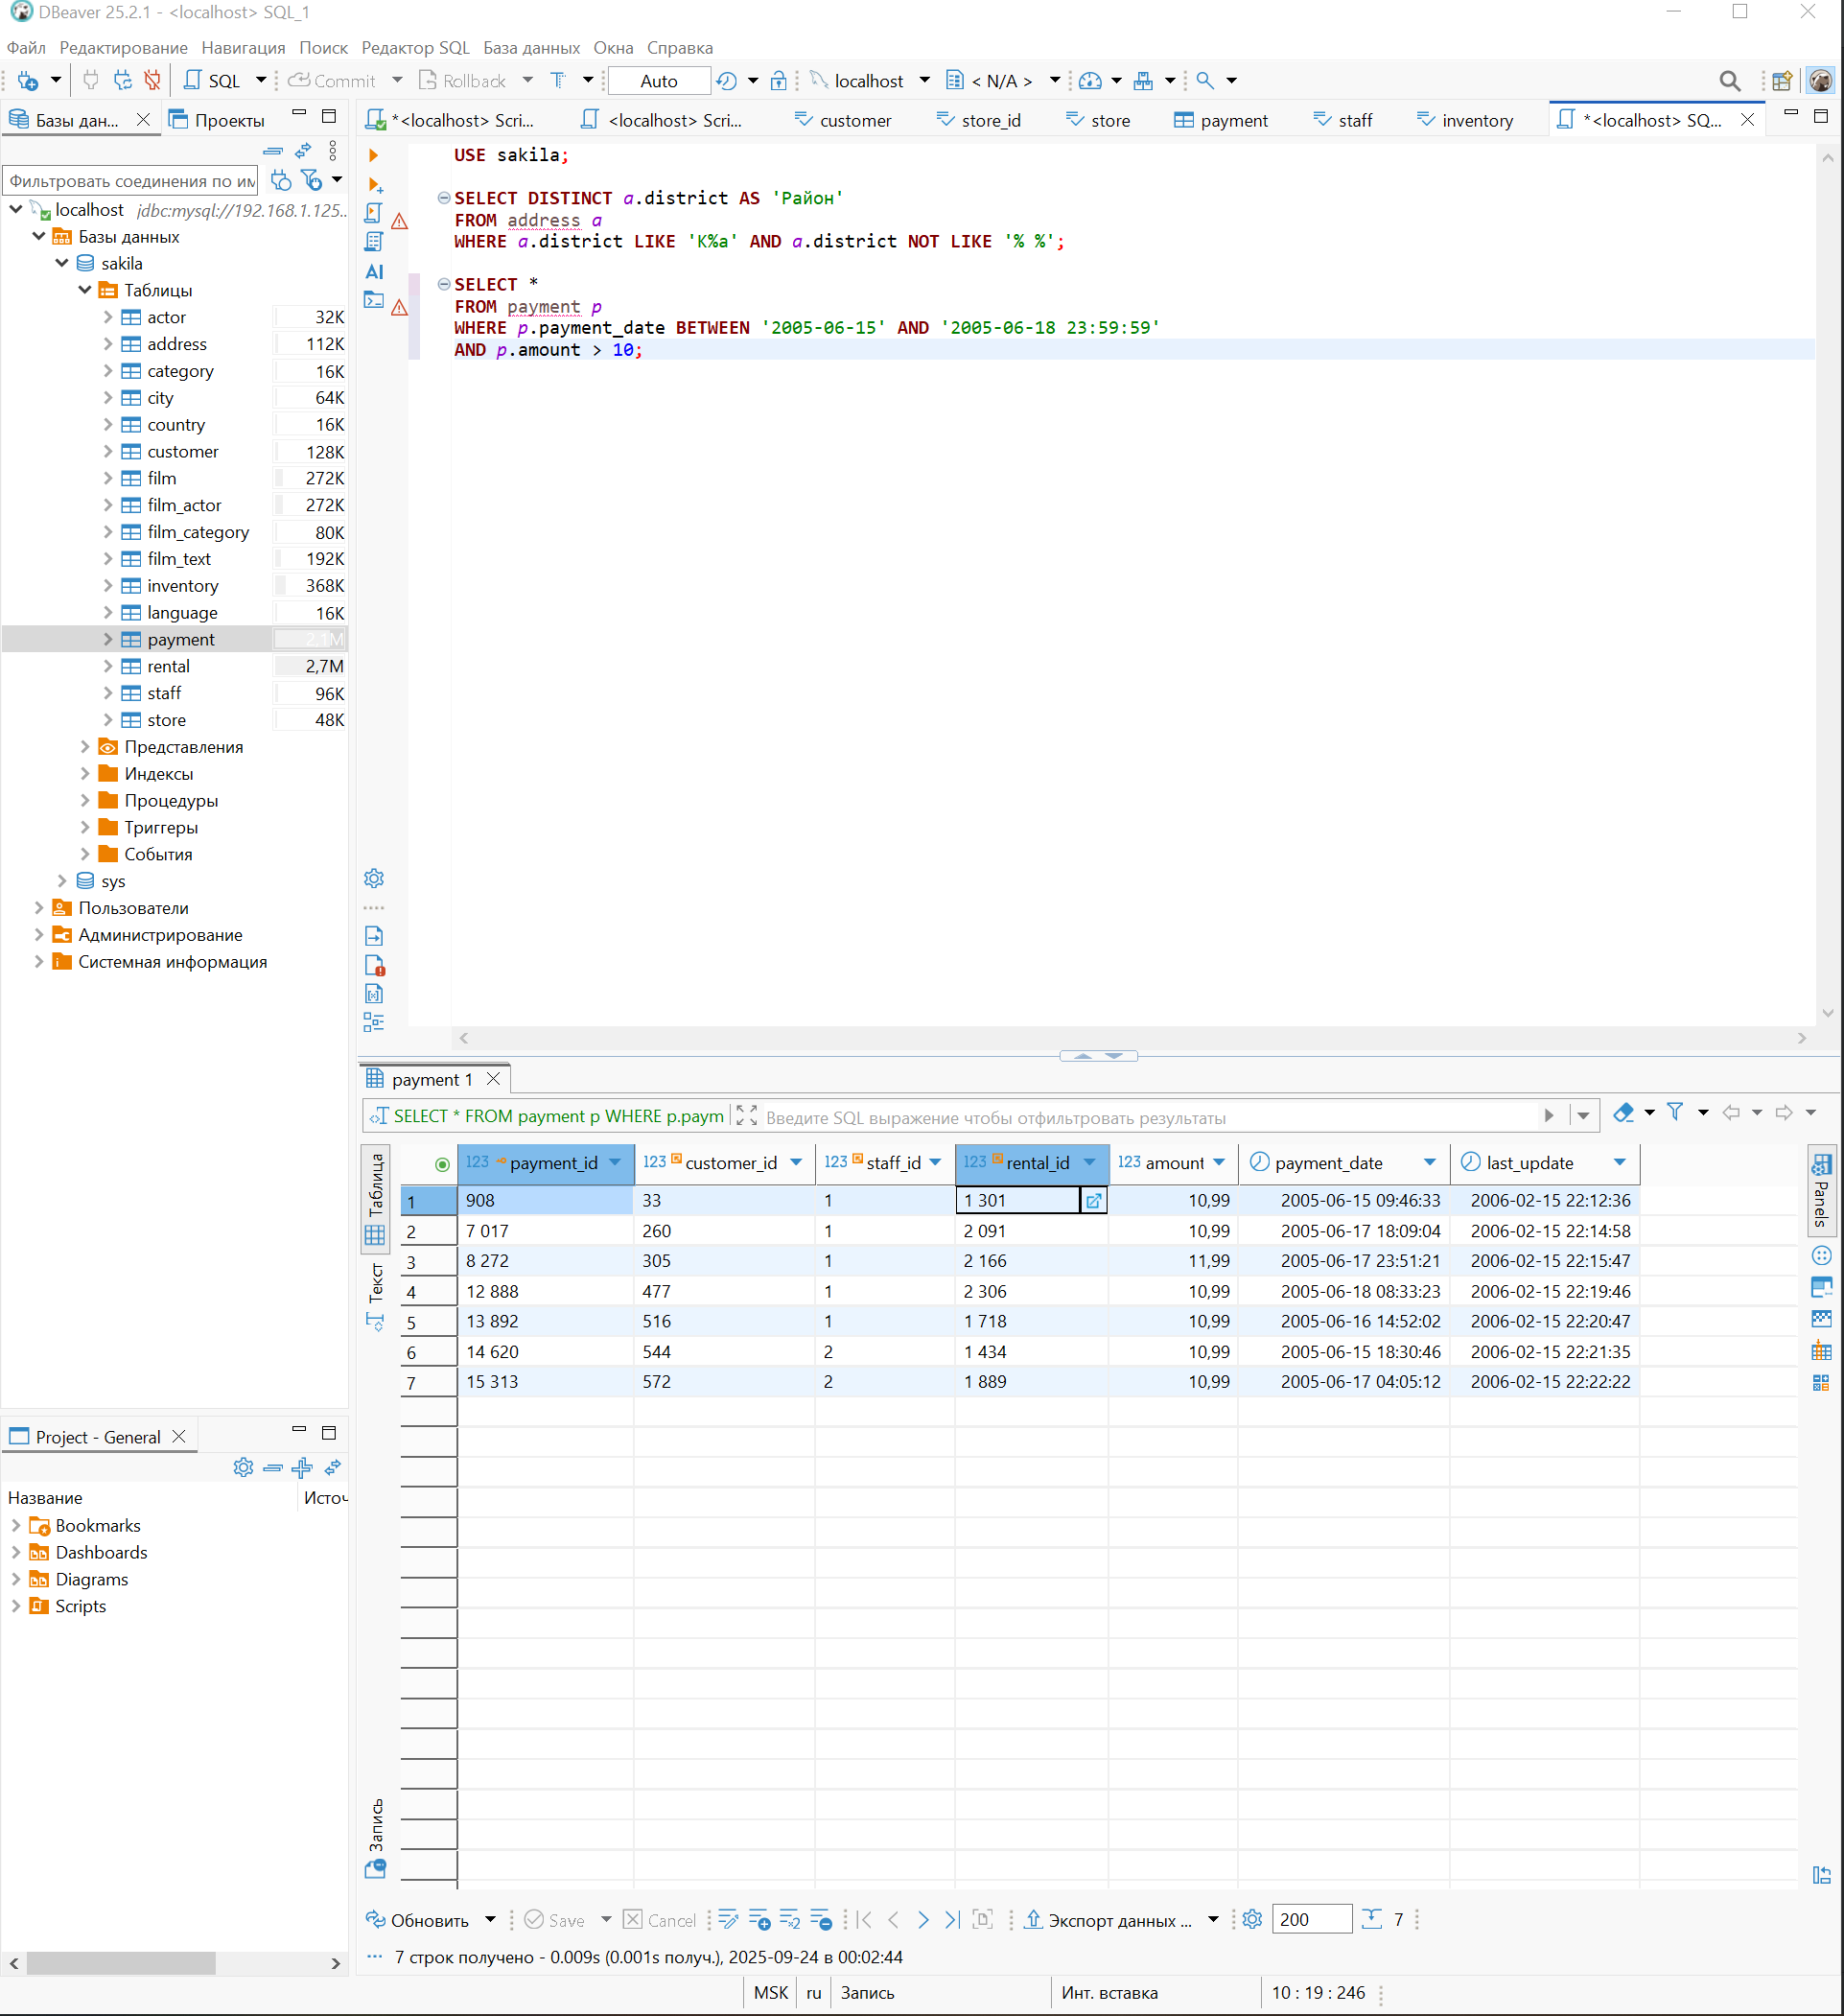 DBeaver 25.2.1 - <localhost> SQL_1
Файл Редактирование Навигация Поиск Редактор SQL База данных Окна Справка
SQL Commit Rollback T Auto localhost < N/A >
Базы дан... Проекты
*<localhost> Scri... <localhost> Scri... customer store_id store payment staff inventory *<localhost> SQ...
Фильтровать соединения по им
localhost jdbc:mysql://192.168.1.125...
Базы данных
sakila
Таблицы
actor 32K
address 112K
category 16K
city 64K
country 16K
customer 128K
film 272K
film_actor 272K
film_category 80K
film_text 192K
inventory 368K
language 16K
payment 2,1M
rental 2,7M
staff 96K
store 48K
Представления
Индексы
Процедуры
Триггеры
События
sys
Пользователи
Администрирование
Системная информация
Project - General
Название Источ
Bookmarks
Dashboards
Diagrams
Scripts
AI
USE sakila;
SELECT DISTINCT a.district AS 'Район'
FROM address a
WHERE a.district LIKE 'K%a' AND a.district NOT LIKE '% %';
SELECT *
FROM payment p
WHERE p.payment_date BETWEEN '2005-06-15' AND '2005-06-18 23:59:59'
AND p.amount > 10;
payment 1
SELECT * FROM payment p WHERE p.paym Введите SQL выражение чтобы отфильтровать результаты
Таблица
Текст
Запись
Panels
123 payment_id 123 customer_id 123 staff_id 123 rental_id 123 amount payment_date last_update
1 908 33 1 1 301 10,99 2005-06-15 09:46:33 2006-02-15 22:12:36
2 7 017 260 1 2 091 10,99 2005-06-17 18:09:04 2006-02-15 22:14:58
3 8 272 305 1 2 166 11,99 2005-06-17 23:51:21 2006-02-15 22:15:47
4 12 888 477 1 2 306 10,99 2005-06-18 08:33:23 2006-02-15 22:19:46
5 13 892 516 1 1 718 10,99 2005-06-16 14:52:02 2006-02-15 22:20:47
6 14 620 544 2 1 434 10,99 2005-06-15 18:30:46 2006-02-15 22:21:35
7 15 313 572 2 1 889 10,99 2005-06-17 04:05:12 2006-02-15 22:22:22
Обновить Save Cancel Экспорт данных ... 200 7
7 строк получено - 0.009s (0.001s получ.), 2025-09-24 в 00:02:44
MSK ru Запись Инт. вставка 10 : 19 : 246